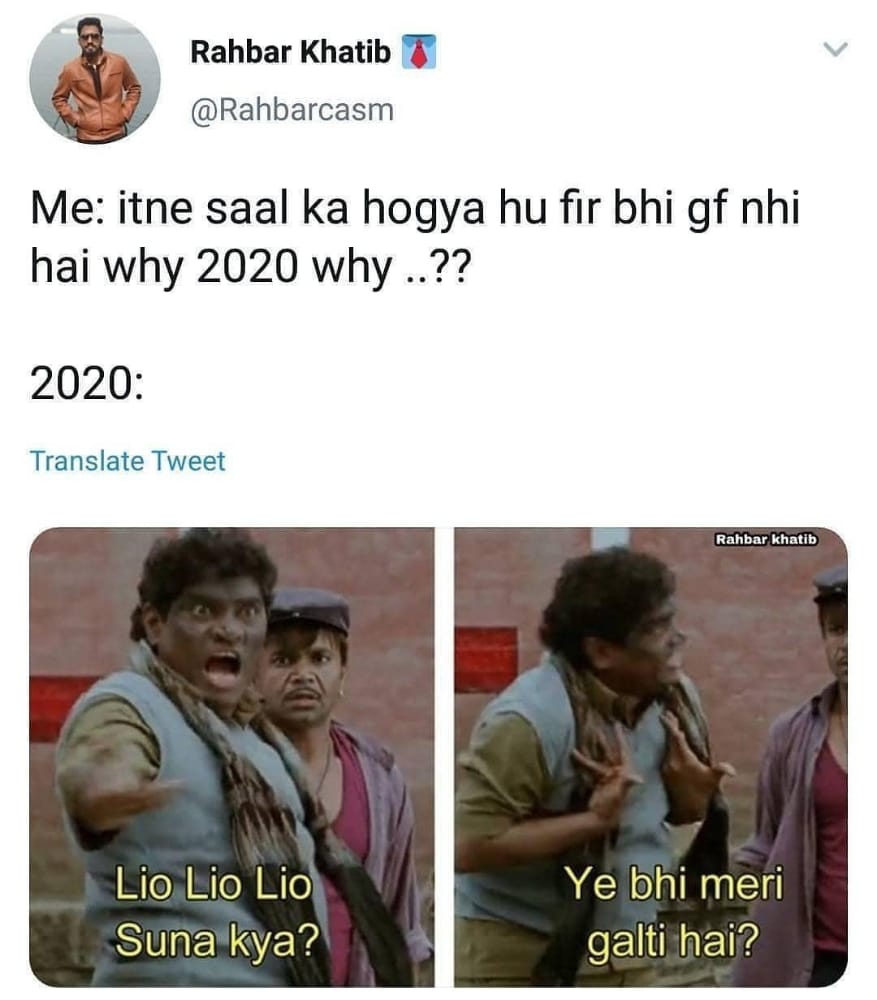 Rahbar Khatib 👔
@Rahbarcasm
Me: itne saal ka hogya hu fir bhi gf nhi
hai why 2020 why ..??
2020:
Translate Tweet
Rahbar khatib
Lio Lio Lio
Suna kya?
Ye bhi meri
galti hai?